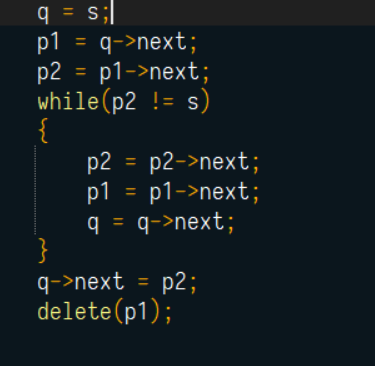 q = s;
p1 = q->next;
p2 = p1->next;
while(p2 != s)
{
    p2 = p2->next;
    p1 = p1->next;
    q = q->next;
}
q->next = p2;
delete(p1);